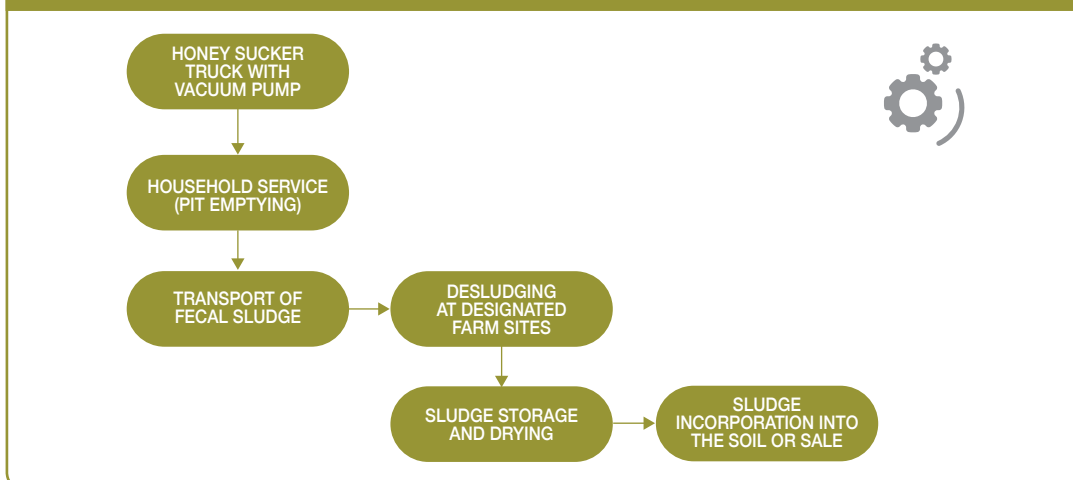 HONEY SUCKER
TRUCK WITH
VACUUM PUMP
HOUSEHOLD SERVICE
(PIT EMPTYING)
TRANSPORT OF
FECAL SLUDGE
DESLUDGING
AT DESIGNATED
FARM SITES
SLUDGE STORAGE
AND DRYING
SLUDGE
INCORPORATION INTO
THE SOIL OR SALE